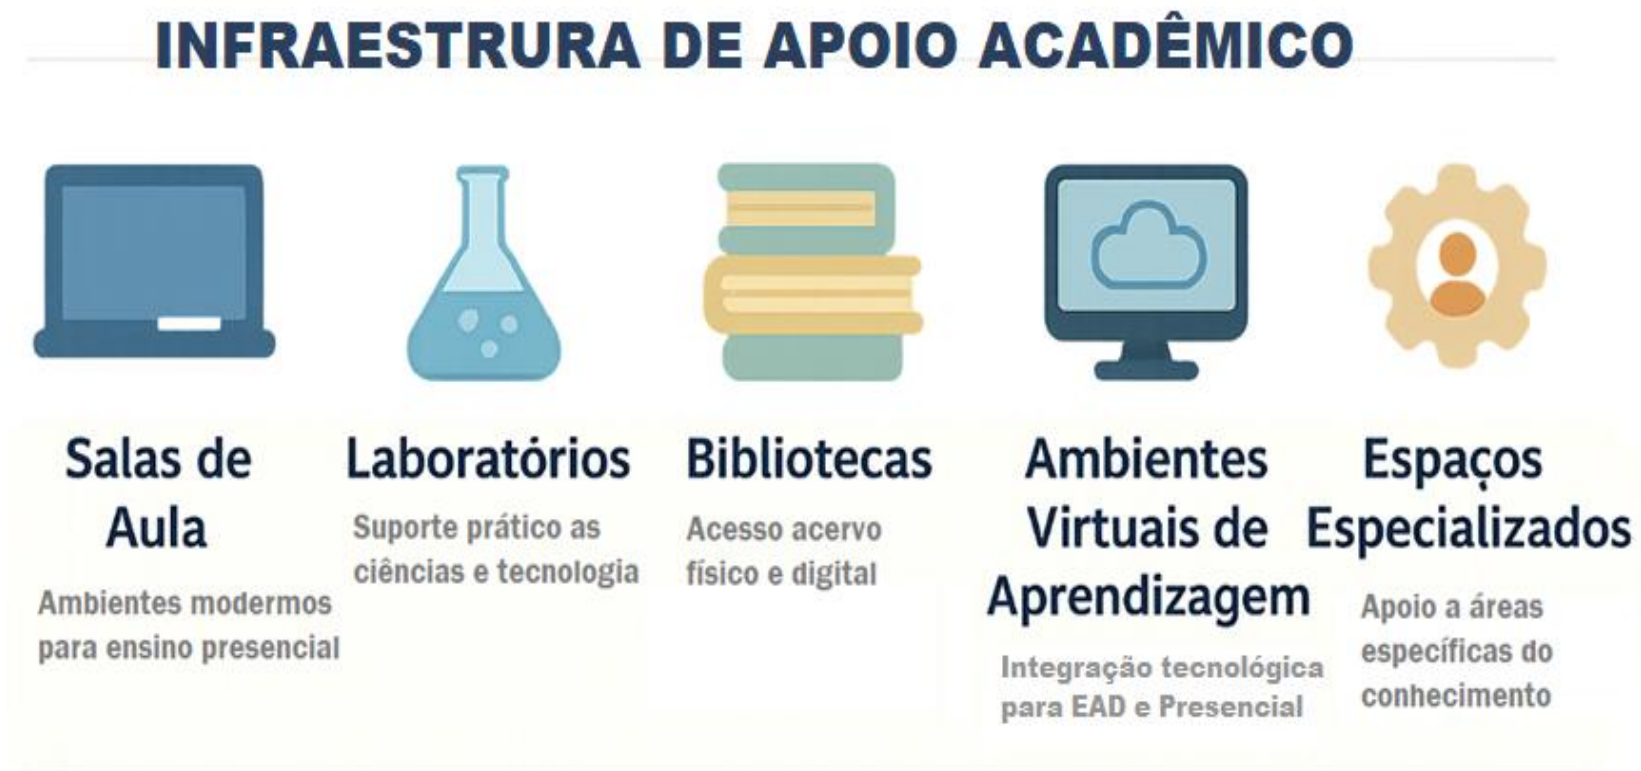 INFRAESTRURA DE APOIO ACADÊMICO
Salas de
Aula
Ambientes modermos
para ensino presencial
Laboratórios
Suporte prático as
ciências e tecnologia
Bibliotecas
Acesso acervo
físico e digital
Ambientes
Virtuais de
Aprendizagem
Integração tecnológica
para EAD e Presencial
Espaços
Especializados
Apoio a áreas
específicas do
conhecimento